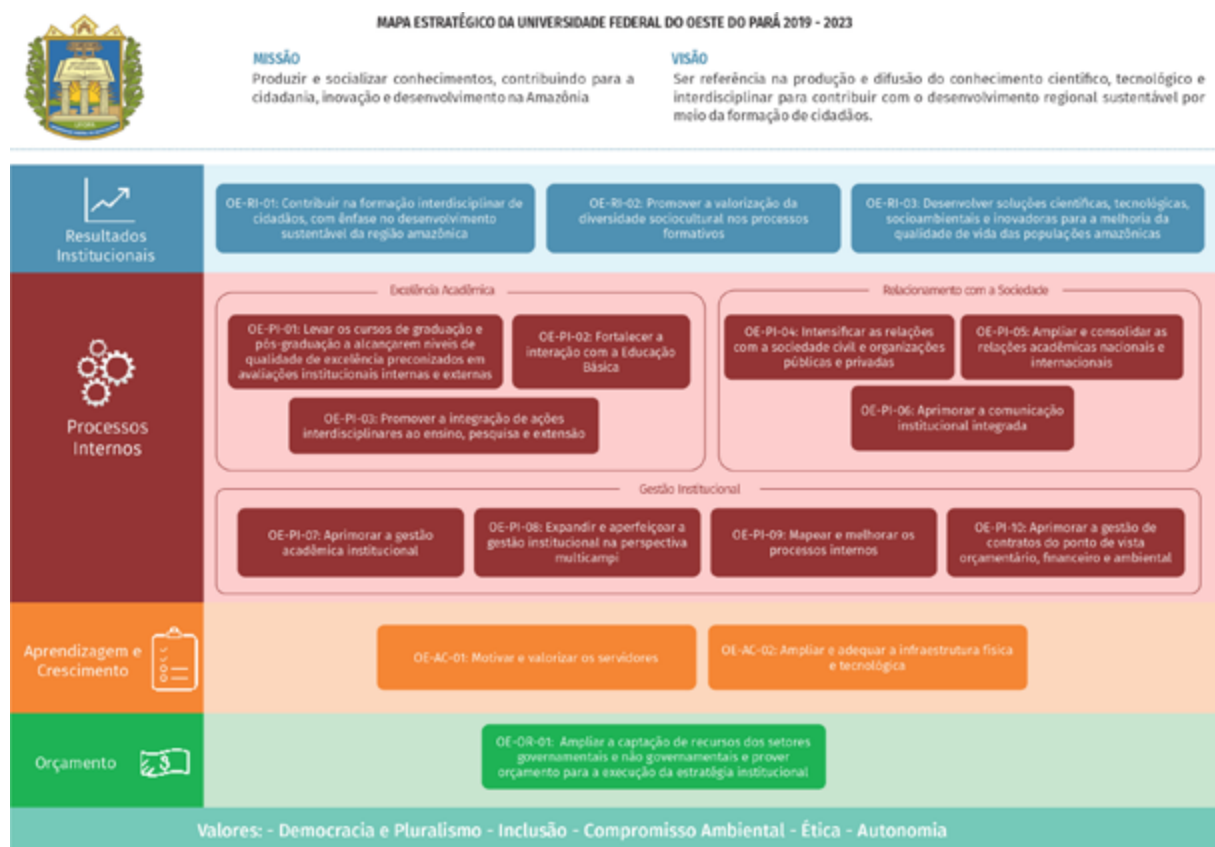 MAPA ESTRATÉGICO DA UNIVERSIDADE FEDERAL DO OESTE DO PARÁ 2019 - 2023
MISSÃO
Produzir e socializar conhecimentos, contribuindo para a
cidadania, inovação e desenvolvimento na Amazônia
VISÃO
Ser referência na produção e difusão do conhecimento científico, tecnológico e
interdisciplinar para contribuir com o desenvolvimento regional sustentável por
meio da formação de cidadãos.
Resultados
Institucionais
OE-RI-01: Contribuir na formação interdisciplinar de
cidadãos, com ênfase no desenvolvimento
sustentável da região amazônica
OE-RI-02: Promover a valorização da
diversidade sociocultural nos processos
formativos
OE-RI-03: Desenvolver soluções científicas, tecnológicas,
socioambientais e inovadoras para a melhoria da
qualidade de vida das populações amazônicas
Processos
Internos
Excelência Acadêmica
OE-PI-01: Levar os cursos de graduação e
pós-graduação a alcançarem níveis de
qualidade de excelência preconizados em
avaliações institucionais internas e externas
OE-PI-02: Fortalecer a
interação com a Educação
Básica
OE-PI-03: Promover a integração de ações
interdisciplinares ao ensino, pesquisa e extensão
Relacionamento com a Sociedade
OE-PI-04: Intensificar as relações
com a sociedade civil e organizações
públicas e privadas
OE-PI-05: Ampliar e consolidar as
relações acadêmicas nacionais e
internacionais
OE-PI-06: Aprimorar a comunicação
institucional integrada
Gestão Institucional
OE-PI-07: Aprimorar a gestão
acadêmica institucional
OE-PI-08: Expandir e aperfeiçoar a
gestão institucional na perspectiva
multicampi
OE-PI-09: Mapear e melhorar os
processos internos
OE-PI-10: Aprimorar a gestão de
contratos do ponto de vista
orçamentário, financeiro e ambiental
Aprendizagem e
Crescimento
OE-AC-01: Motivar e valorizar os servidores
OE-AC-02: Ampliar e adequar a infraestrutura física
e tecnológica
Orçamento
OE-OR-01: Ampliar a captação de recursos dos setores
governamentais e não governamentais e prover
orçamento para a execução da estratégia institucional
Valores: - Democracia e Pluralismo - Inclusão - Compromisso Ambiental - Ética - Autonomia